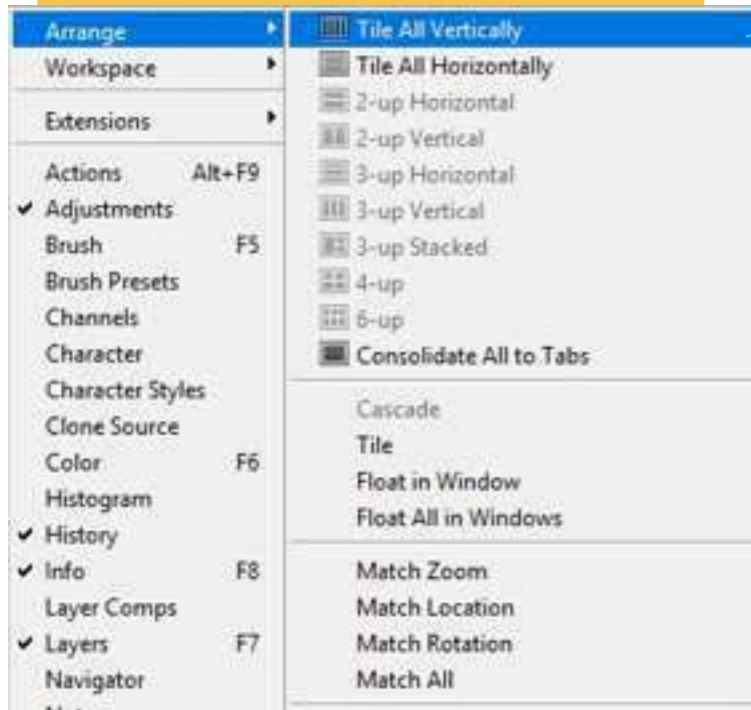 Arrange
Workspace
Extensions
Actions Alt+F9
✔ Adjustments
Brush F5
Brush Presets
Channels
Character
Character Styles
Clone Source
Color F6
Histogram
✔ History
✔ Info F8
Layer Comps
✔ Layers F7
Navigator
Tile All Vertically
Tile All Horizontally
2-up Horizontal
2-up Vertical
3-up Horizontal
3-up Vertical
3-up Stacked
4-up
6-up
Consolidate All to Tabs
Cascade
Tile
Float in Window
Float All in Windows
Match Zoom
Match Location
Match Rotation
Match All